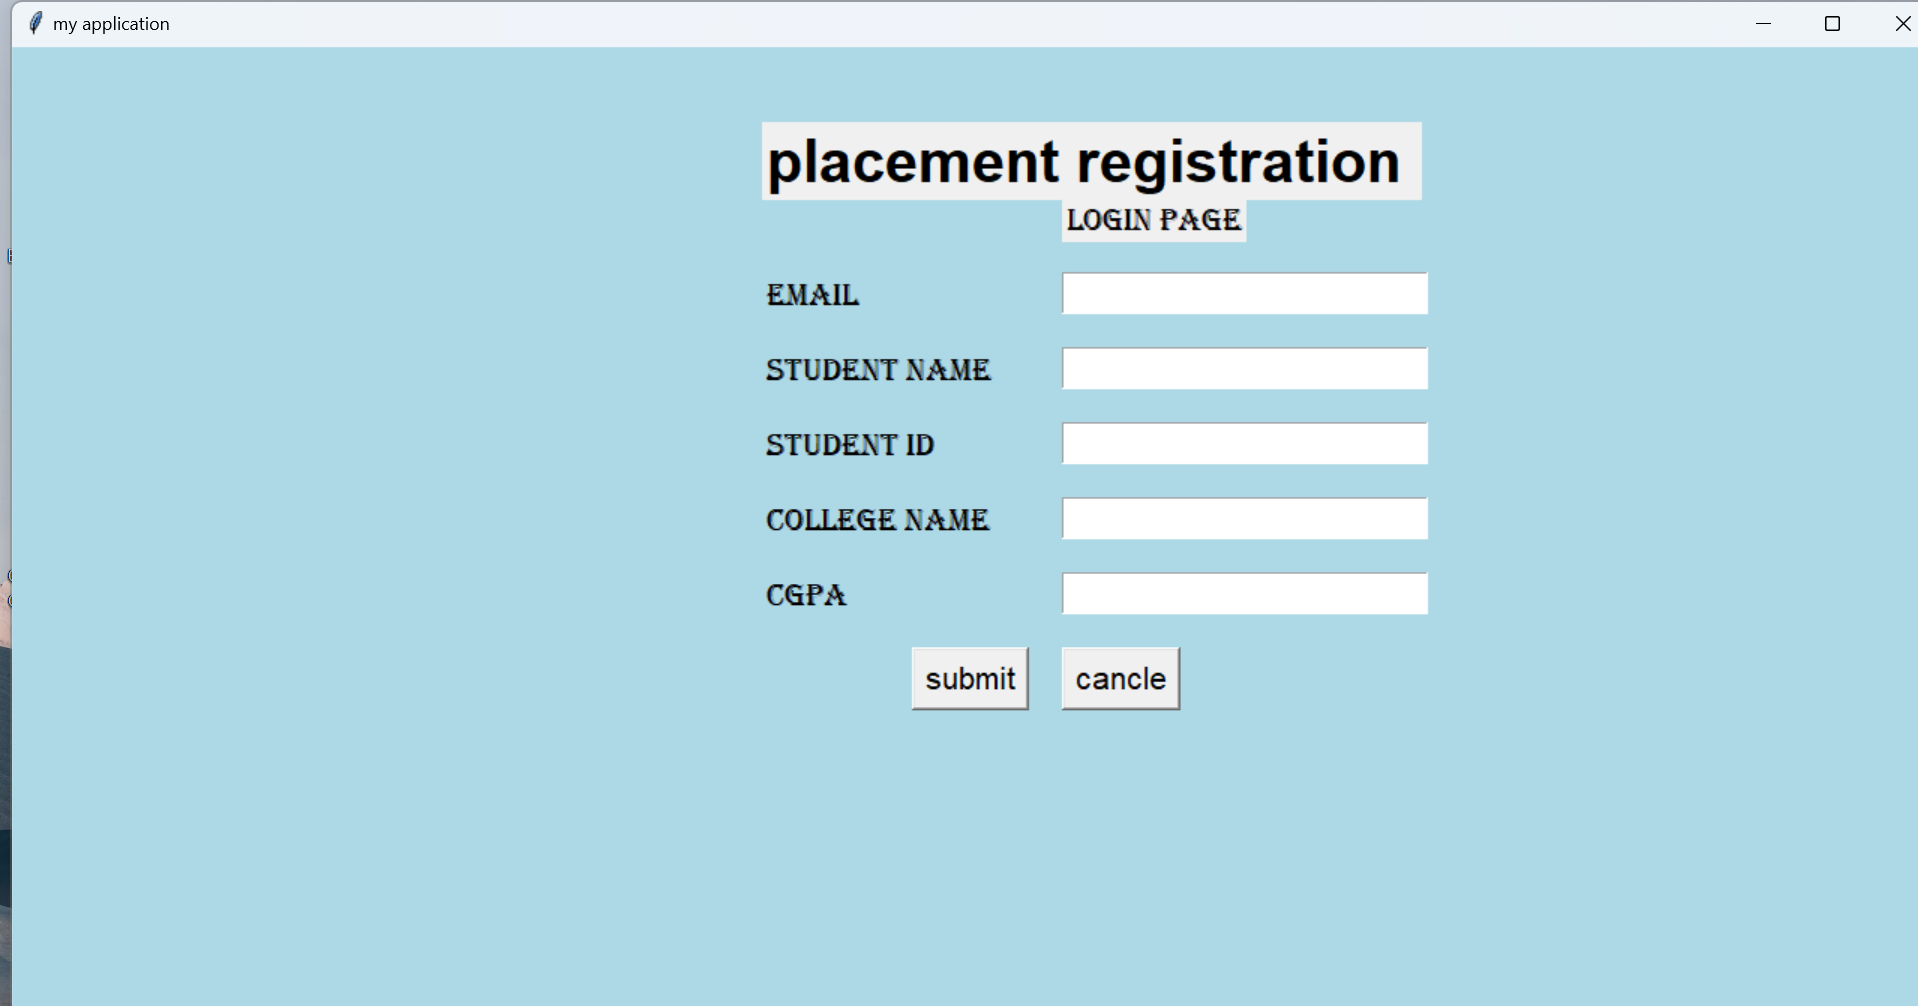 my application
placement registration
LOGIN PAGE
EMAIL
STUDENT NAME
STUDENT ID
COLLEGE NAME
CGPA
submit cancle